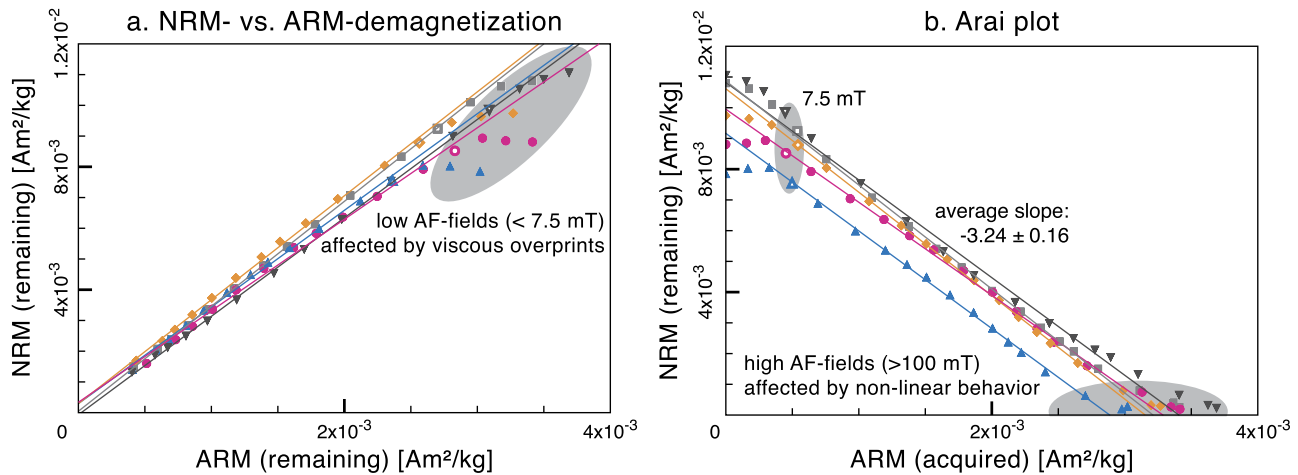 a. NRM- vs. ARM-demagnetization
1.2x10⁻²
8x10⁻³
4x10⁻³
NRM (remaining) [Am²/kg]
low AF-fields (< 7.5 mT)
affected by viscous overprints
0
2x10⁻³
4x10⁻³
ARM (remaining) [Am²/kg]
b. Arai plot
1.2x10⁻²
8x10⁻³
4x10⁻³
NRM (remaining) [Am²/kg]
7.5 mT
average slope:
-3.24 ± 0.16
high AF-fields (>100 mT)
affected by non-linear behavior
0
2x10⁻³
4x10⁻³
ARM (acquired) [Am²/kg]